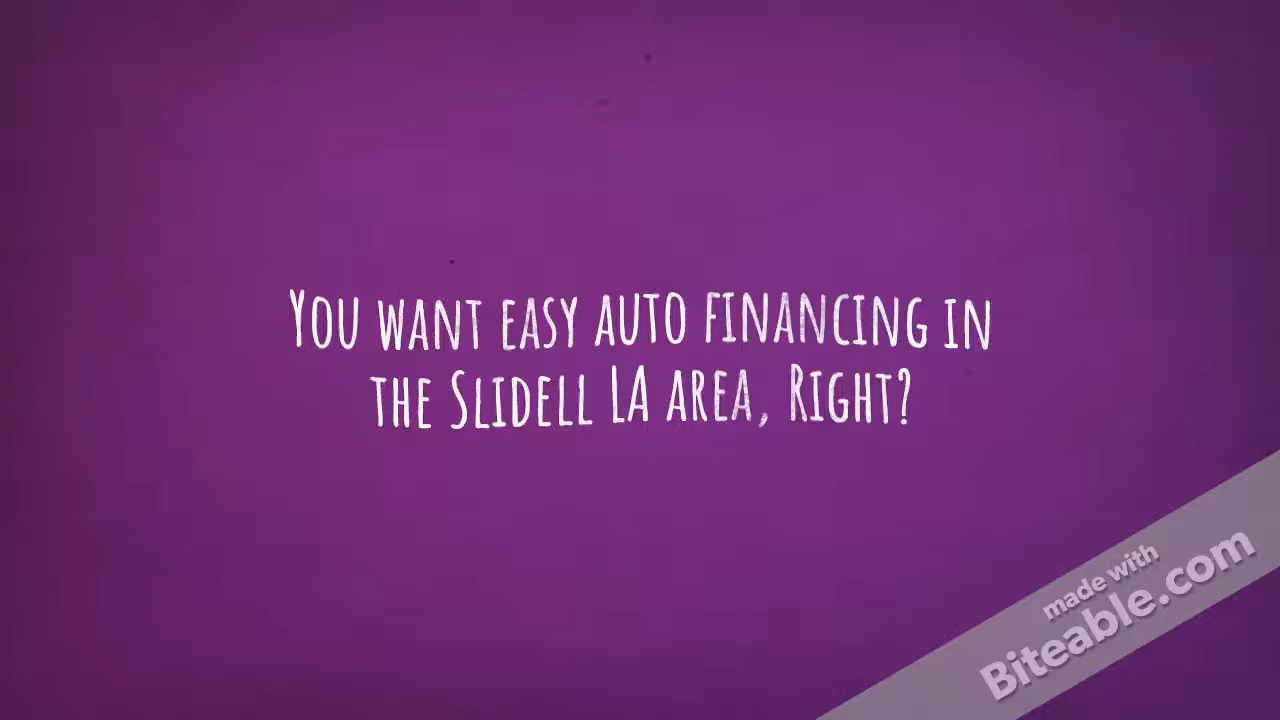 You want easy auto financing in
the Slidell LA area, Right?
made with
Biteable.com